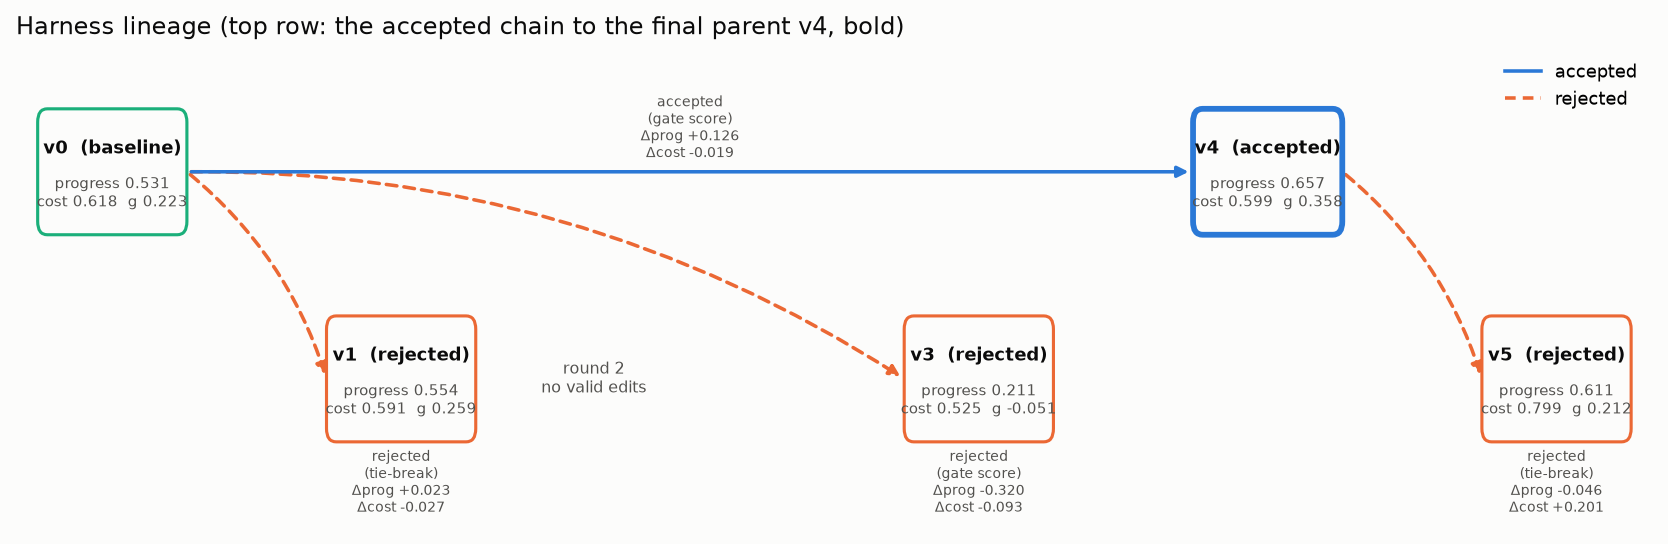 Harness lineage (top row: the accepted chain to the final parent v4, bold)
accepted
rejected
accepted
(gate score)
Δprog +0.126
Δcost -0.019
v0  (baseline)
progress 0.531
cost 0.618  g 0.223
v4  (accepted)
progress 0.657
cost 0.599  g 0.358
v1  (rejected)
progress 0.554
cost 0.591  g 0.259
rejected
(tie-break)
Δprog +0.023
Δcost -0.027
round 2
no valid edits
v3  (rejected)
progress 0.211
cost 0.525  g -0.051
rejected
(gate score)
Δprog -0.320
Δcost -0.093
v5  (rejected)
progress 0.611
cost 0.799  g 0.212
rejected
(tie-break)
Δprog -0.046
Δcost +0.201